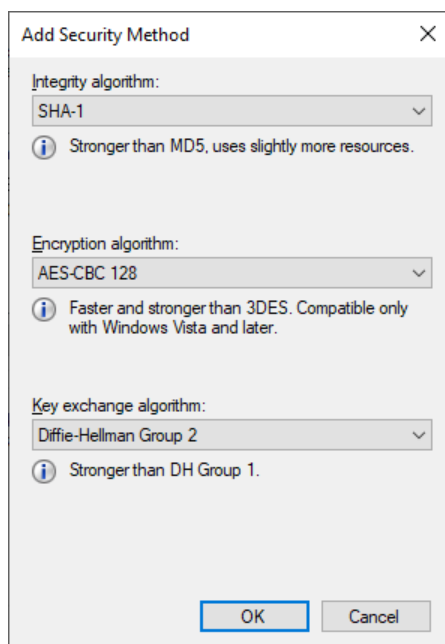 Add Security Method
Integrity algorithm:
SHA-1
Stronger than MD5, uses slightly more resources.
Encryption algorithm:
AES-CBC 128
Faster and stronger than 3DES. Compatible only
with Windows Vista and later.
Key exchange algorithm:
Diffie-Hellman Group 2
Stronger than DH Group 1.
OK Cancel